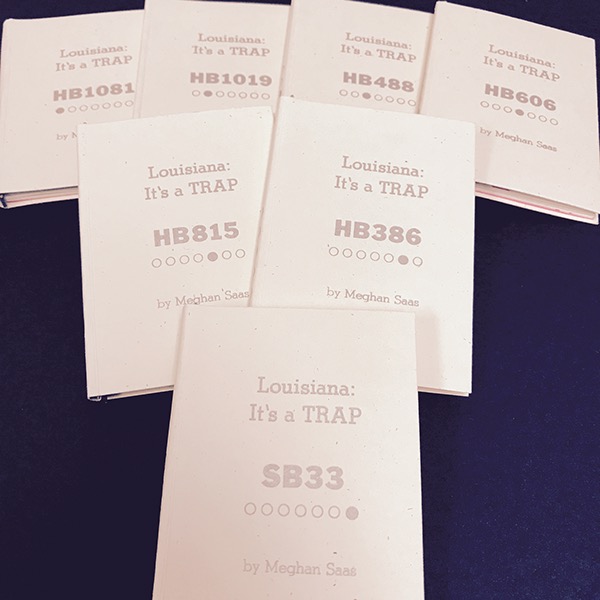 Louisiana:
It's a TRAP
HB1081
by
Louisiana:
It's a TRAP
HB1019
Louisiana:
It's a TRAP
HB488
Louisiana:
It's a TRAP
HB606
by Meghan Saas
Louisiana:
It's a TRAP
HB815
by Meghan Saas
Louisiana:
It's a TRAP
HB386
by Meghan Saas
Louisiana:
It's a TRAP
SB33
by Meghan Saas